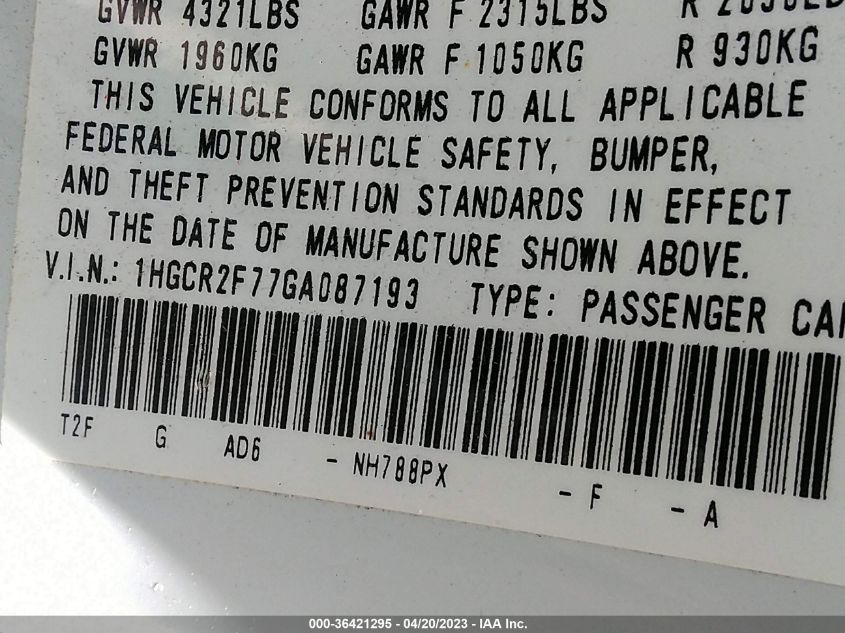 GVWR 4321LBS GAWR F 2315LBS R
GVWR 1960KG GAWR F 1050KG R 930KG
THIS VEHICLE CONFORMS TO ALL APPLICABLE
FEDERAL MOTOR VEHICLE SAFETY, BUMPER,
AND THEFT PREVENTION STANDARDS IN EFFECT
ON THE DATE OF MANUFACTURE SHOWN ABOVE.
V.I.N.: 1HGCR2F77GA087193 TYPE: PASSENGER
T2F G AD6 - NH788PX - F - A
000-36421295 - 04/20/2023 - IAA Inc.